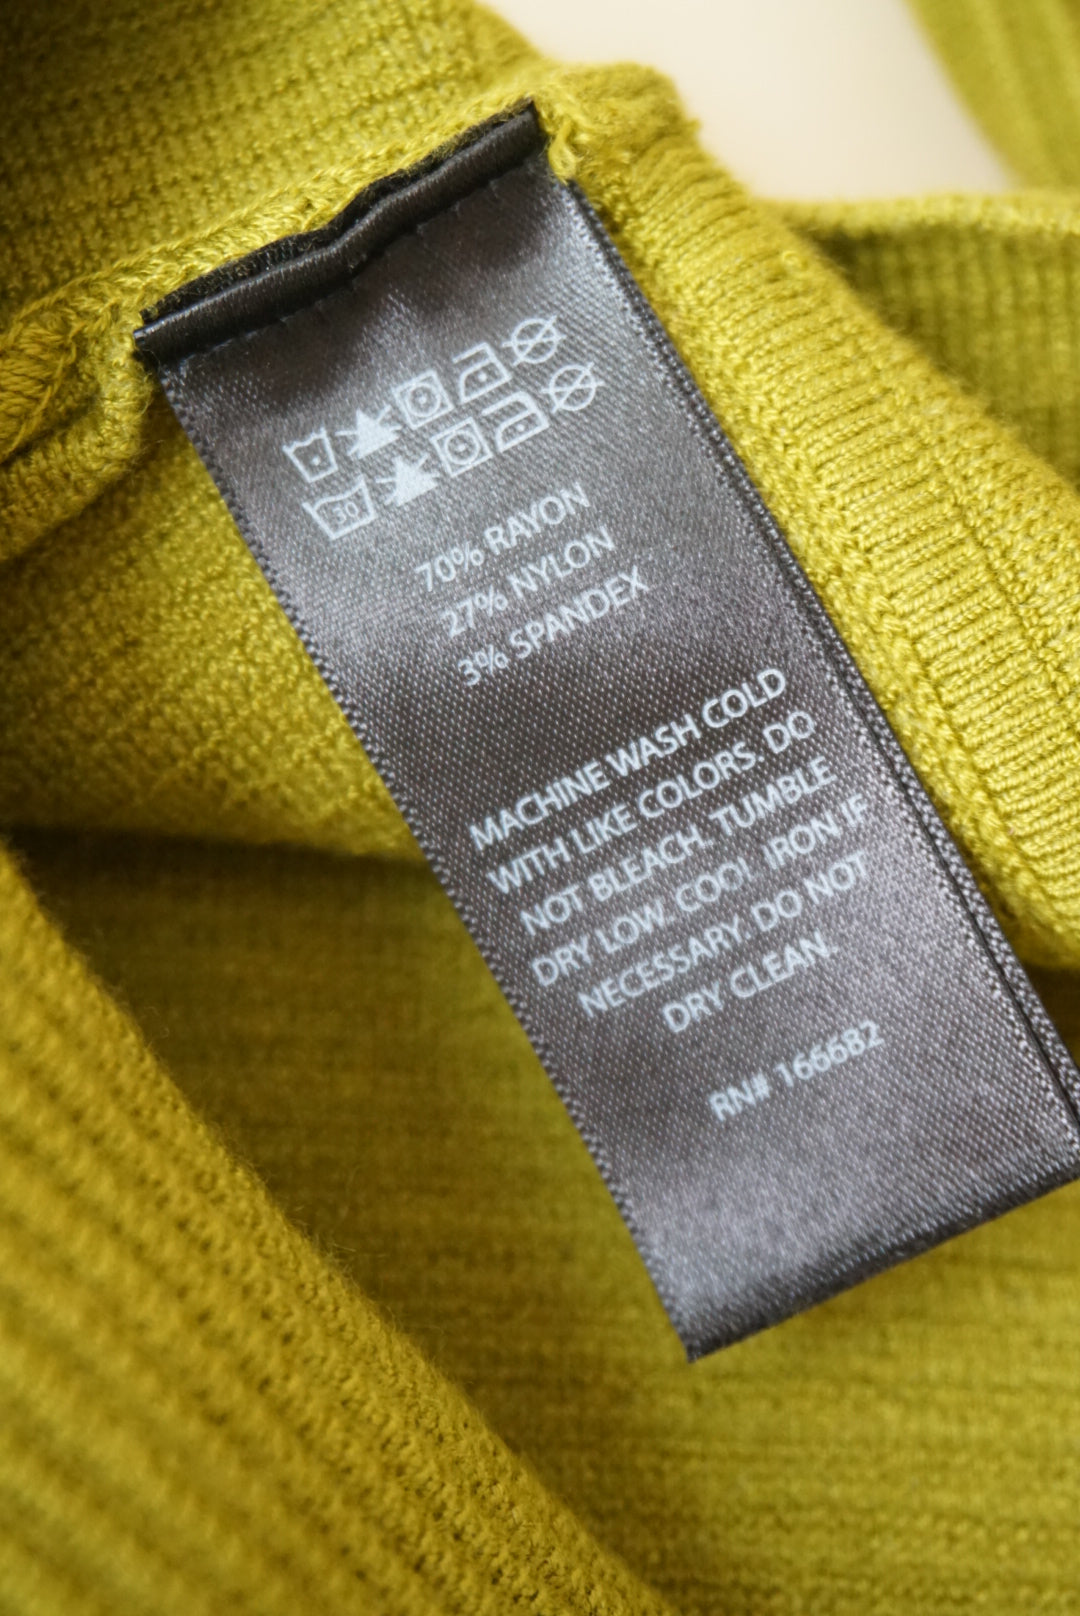 30
70% RAYON
27% NYLON
3% SPANDEX
MACHINE WASH COLD
WITH LIKE COLORS. DO
NOT BLEACH. TUMBLE
DRY LOW. COOL IRON IF
NECESSARY. DO NOT
DRY CLEAN.
RN# 166682